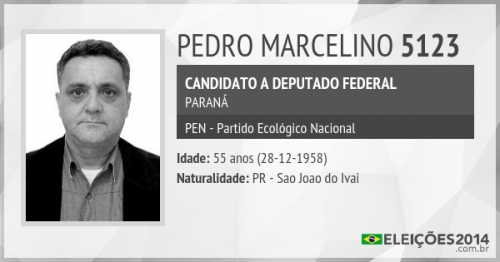 PEDRO MARCELINO 5123
CANDIDATO A DEPUTADO FEDERAL
PARANÁ
PEN - Partido Ecológico Nacional
Idade: 55 anos (28-12-1958)
Naturalidade: PR - Sao Joao do Ivai
ELEIÇÕES2014
.com.br